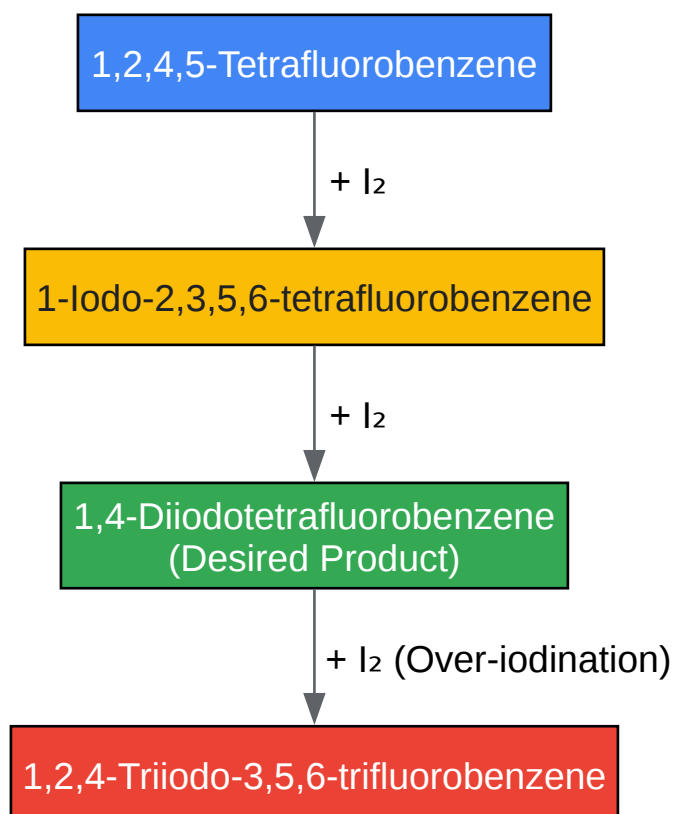 1,2,4,5-Tetrafluorobenzene
+ I₂
1-Iodo-2,3,5,6-tetrafluorobenzene
+ I₂
1,4-Diiodotetrafluorobenzene
(Desired Product)
+ I₂ (Over-iodination)
1,2,4-Triiodo-3,5,6-trifluorobenzene